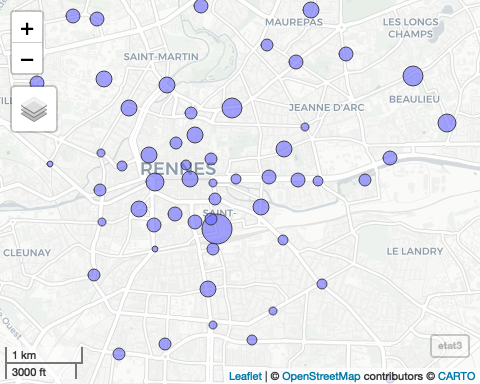 +
−
MAUREPAS
LES LONGS
CHAMPS
SAINT-MARTIN
BEAULIEU
JEANNE D'ARC
RENNES
SAINT-
CLEUNAY
LE LANDRY
Ouest
etat3
1 km
3000 ft
Leaflet | © OpenStreetMap contributors © CARTO